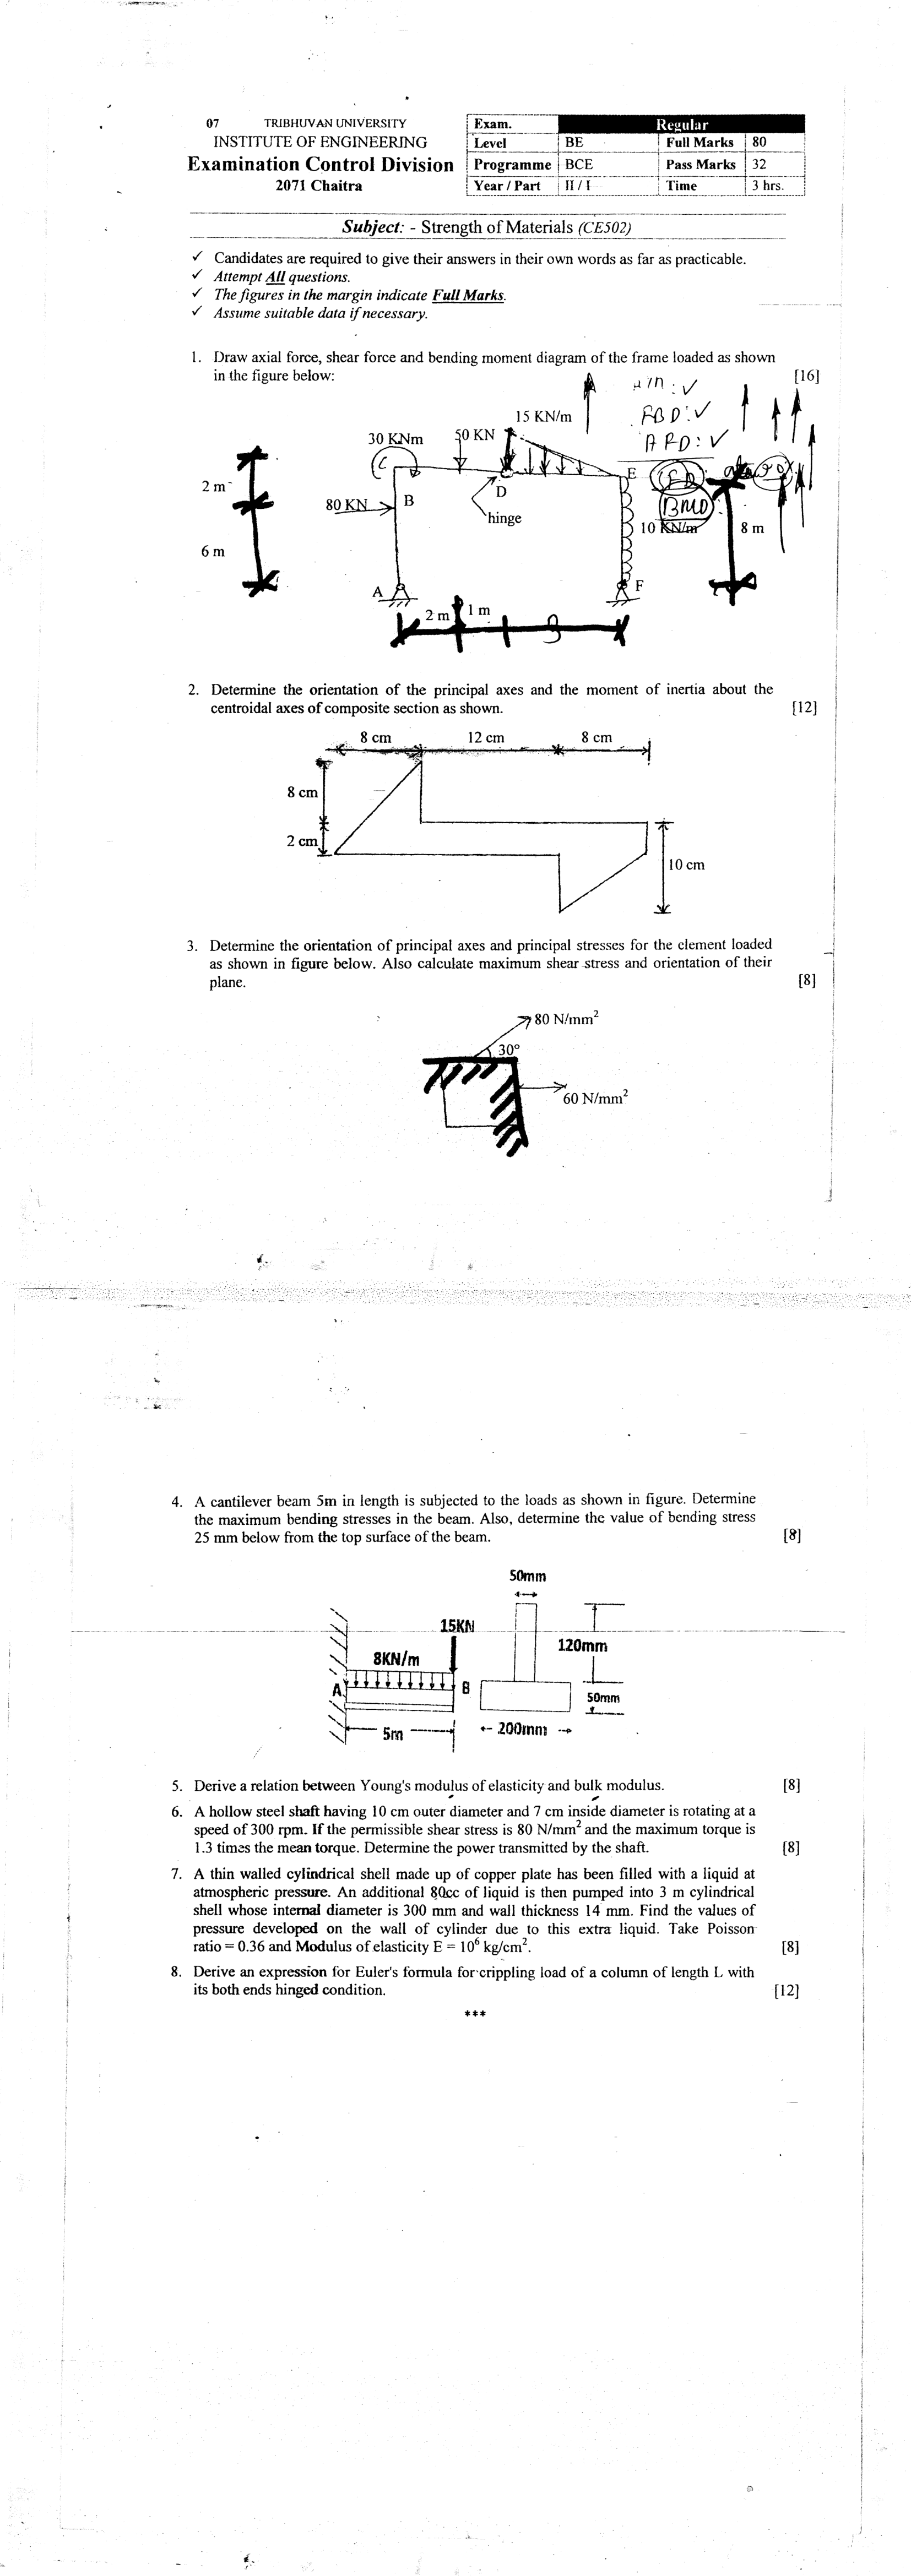 07 TRIBHUVAN UNIVERSITY
INSTITUTE OF ENGINEERING
Examination Control Division
2071 Chaitra
Exam. Regular
Level BE Full Marks 80
Programme BCE Pass Marks 32
Year / Part II / I Time 3 hrs.
Subject: - Strength of Materials (CE502)
✓ Candidates are required to give their answers in their own words as far as practicable.
✓ Attempt All questions.
✓ The figures in the margin indicate Full Marks.
✓ Assume suitable data if necessary.
1. Draw axial force, shear force and bending moment diagram of the frame loaded as shown
in the figure below: [16]
FBD: ✓
AFD: ✓
BMD
15 KN/m
30 KNm
50 KN
C
E
2 m
80 KN
B
D
hinge
10 KN/m
8 m
6 m
A
F
2 m
1 m
3
2. Determine the orientation of the principal axes and the moment of inertia about the
centroidal axes of composite section as shown. [12]
8 cm 12 cm 8 cm
8 cm
2 cm
10 cm
3. Determine the orientation of principal axes and principal stresses for the element loaded
as shown in figure below. Also calculate maximum shear stress and orientation of their
plane. [8]
80 N/mm²
30°
60 N/mm²
4. A cantilever beam 5m in length is subjected to the loads as shown in figure. Determine
the maximum bending stresses in the beam. Also, determine the value of bending stress
25 mm below from the top surface of the beam. [8]
50mm
15KN
120mm
8KN/m
A
B
50mm
5m
200mm
5. Derive a relation between Young's modulus of elasticity and bulk modulus. [8]
6. A hollow steel shaft having 10 cm outer diameter and 7 cm inside diameter is rotating at a
speed of 300 rpm. If the permissible shear stress is 80 N/mm² and the maximum torque is
1.3 times the mean torque. Determine the power transmitted by the shaft. [8]
7. A thin walled cylindrical shell made up of copper plate has been filled with a liquid at
atmospheric pressure. An additional 80cc of liquid is then pumped into 3 m cylindrical
shell whose internal diameter is 300 mm and wall thickness 14 mm. Find the values of
pressure developed on the wall of cylinder due to this extra liquid. Take Poisson
ratio = 0.36 and Modulus of elasticity E = 10⁶ kg/cm². [8]
8. Derive an expression for Euler's formula for crippling load of a column of length L with
its both ends hinged condition. [12]
***